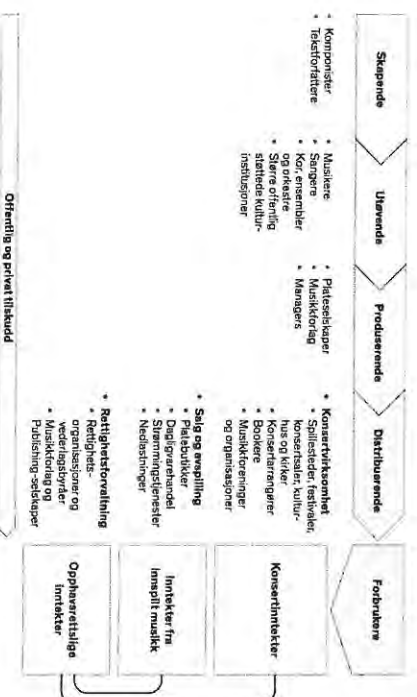 Skapende
Utøvende
Produserende
Distribuerende
Forbrukere
• Komponister
• Tekstforfattere
• Musikere
• Sangere
• Kor, ensembler
og orkestre
• Større offentlig
støttede kultur-
institusjoner
• Plateselskaper
• Musikkforlag
• Managers
• Konsertvirksomhet
• Spillesteder, festivaler,
konsertsaler, kultur-
hus og kirker
• Konsertarrangører
• Bookere
• Musikkforeninger
og organisasjoner
Konsertinntekter
• Salg og avspilling
• Platebutikker
• Dagligvarehandel
• Strømmingstjenester
• Nedlastninger
Inntekter fra
Innspilt musikk
• Rettighetsforvaltning
• Rettighets-
organisasjoner og
vederlagsbyråer
• Musikkforlag og
Publishing-selskaper
Opphavsrettslige
inntekter
Offentlig og privat tilskudd